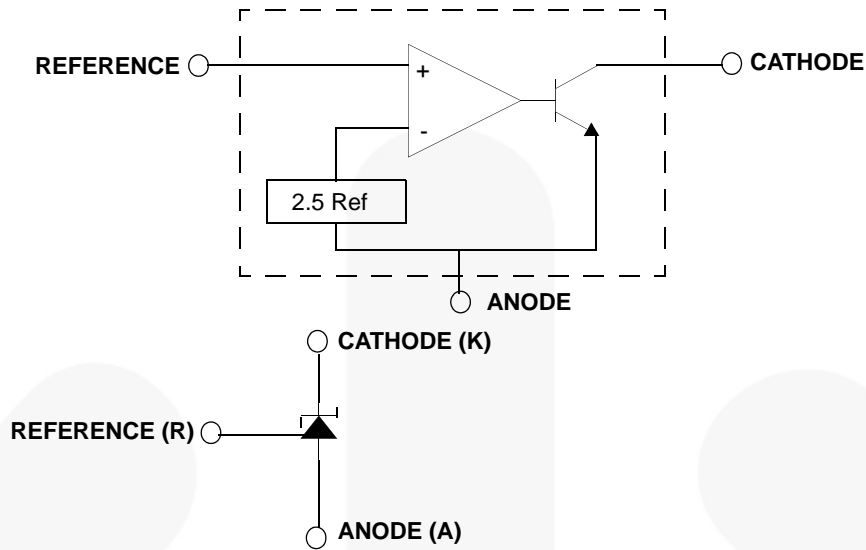 REFERENCE
CATHODE
+
-
2.5 Ref
ANODE
CATHODE (K)
REFERENCE (R)
ANODE (A)